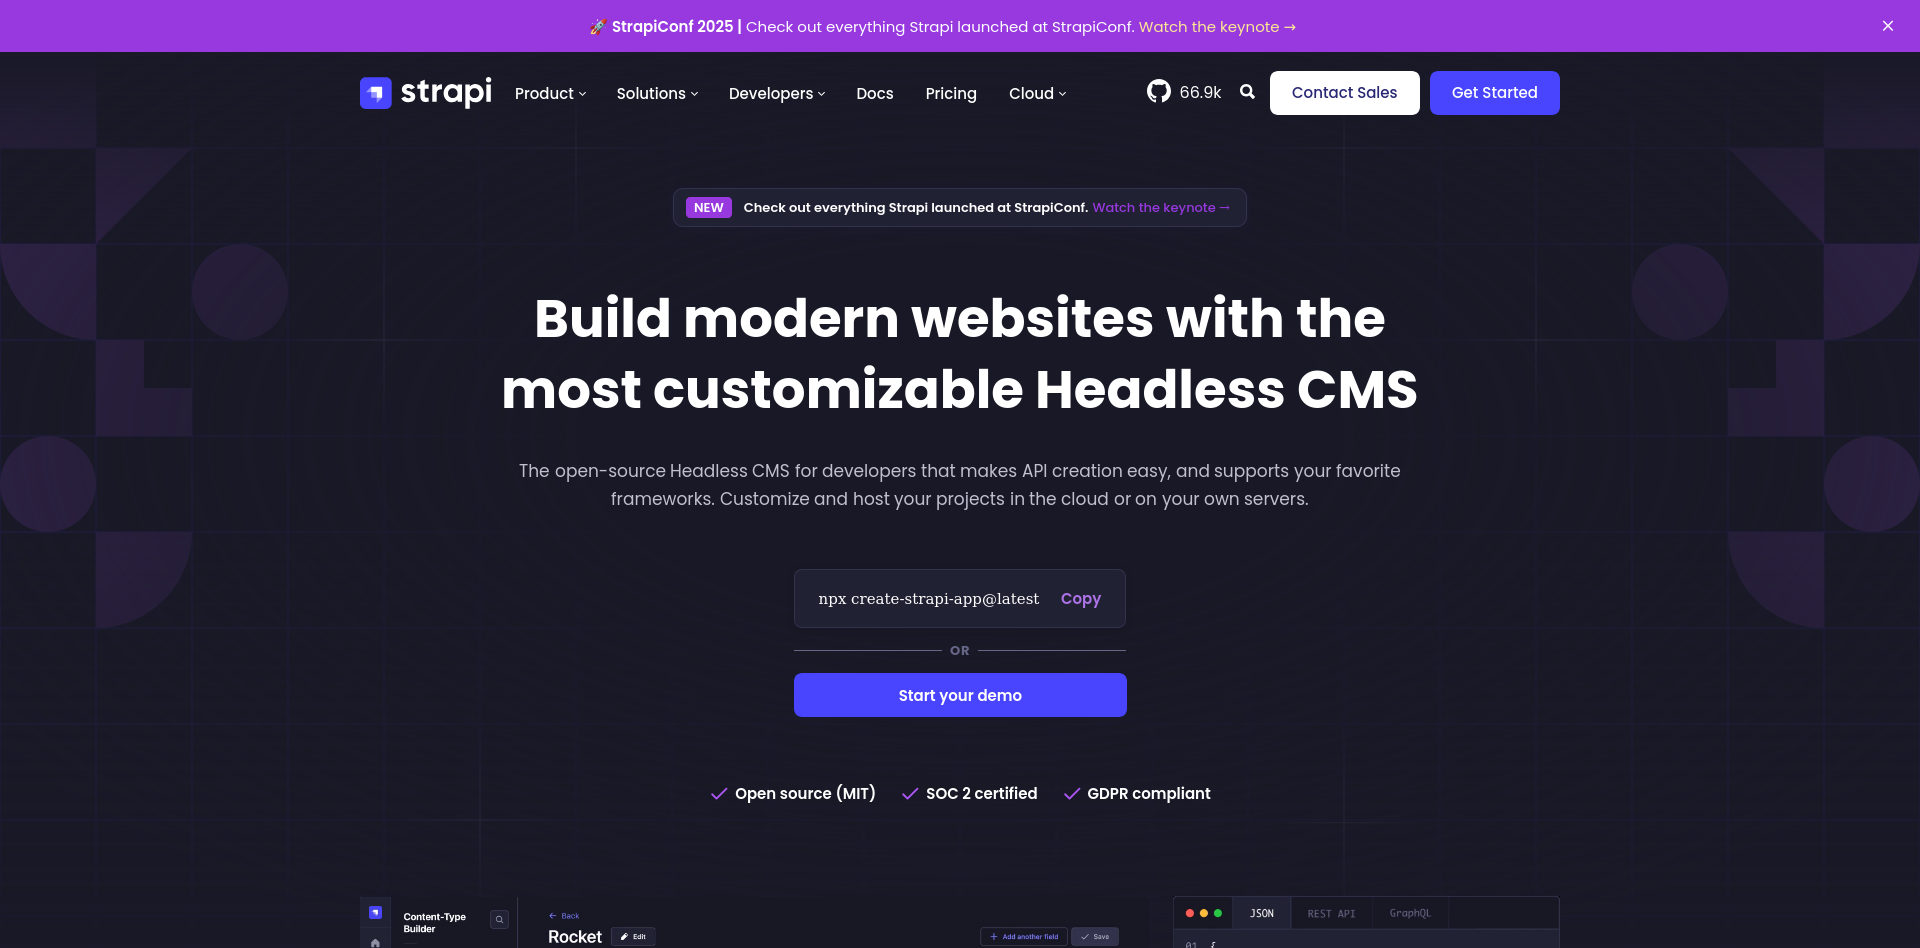 🚀 StrapiConf 2025 | Check out everything Strapi launched at StrapiConf. Watch the keynote →
strapi Product Solutions Developers Docs Pricing Cloud 66.9k Contact Sales Get Started
NEW Check out everything Strapi launched at StrapiConf. Watch the keynote →
Build modern websites with the
most customizable Headless CMS
The open-source Headless CMS for developers that makes API creation easy, and supports your favorite
frameworks. Customize and host your projects in the cloud or on your own servers.
npx create-strapi-app@latest Copy
OR
Start your demo
Open source (MIT) SOC 2 certified GDPR compliant
Content-Type
Builder
← Back
Rocket Edit + Add another field Save
JSON REST API GraphQL
01 {